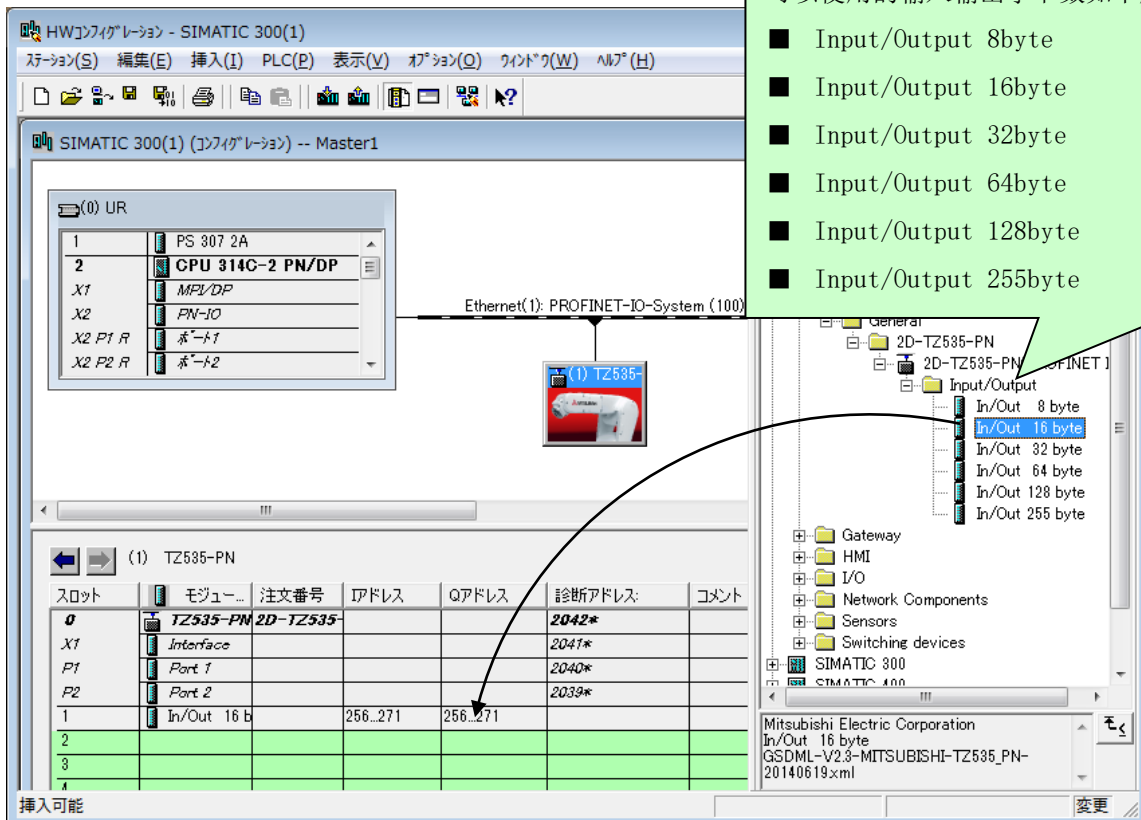 HWｺﾝﾌｨｸﾞﾚｰｼｮﾝ - SIMATIC 300(1)
ｽﾃｰｼｮﾝ(S) 編集(E) 挿入(I) PLC(P) 表示(V) ｵﾌﾟｼｮﾝ(O) ｳｨﾝﾄﾞｳ(W) ﾍﾙﾌﾟ(H)
■ Input/Output 8byte
■ Input/Output 16byte
■ Input/Output 32byte
■ Input/Output 64byte
■ Input/Output 128byte
■ Input/Output 255byte
SIMATIC 300(1) (ｺﾝﾌｨｸﾞﾚｰｼｮﾝ) -- Master1
(0) UR
1 PS 307 2A
2 CPU 314C-2 PN/DP
X1 MPI/DP
X2 PN-IO
X2 P1 R ﾎﾟｰﾄ1
X2 P2 R ﾎﾟｰﾄ2
Ethernet(1): PROFINET-IO-System (100)
(1) TZ535-
General
2D-TZ535-PN
2D-TZ535-PN
Input/Output
In/Out 8 byte
In/Out 16 byte
In/Out 32 byte
In/Out 64 byte
In/Out 128 byte
In/Out 255 byte
Gateway
HMI
I/O
Network Components
Sensors
Switching devices
SIMATIC 300
SIMATIC 400
(1) TZ535-PN
スロット モジュー... 注文番号 Iアドレス Qアドレス 診断アドレス: コメント
0 TZ535-PN 2D-TZ535- 2042*
X1 Interface 2041*
P1 Port 1 2040*
P2 Port 2 2039*
1 In/Out 16 b 256...271 256...271
2
3
4
Mitsubishi Electric Corporation
In/Out 16 byte
GSDML-V2.3-MITSUBISHI-TZ535_PN-
20140619.xml
挿入可能 変更